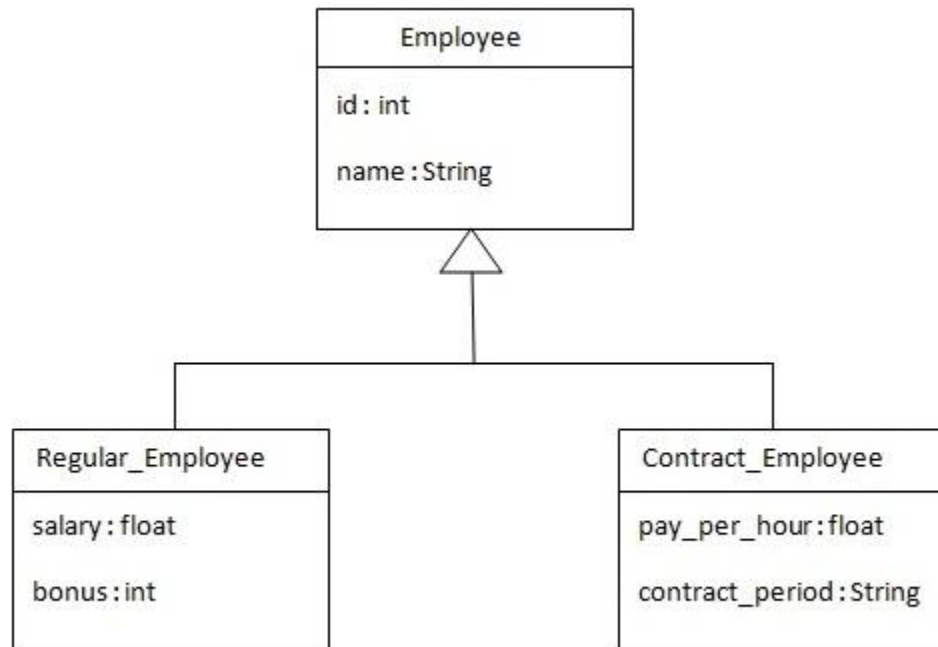 Employee
id : int
name : String
Regular_Employee
salary : float
bonus : int
Contract_Employee
pay_per_hour : float
contract_period : String